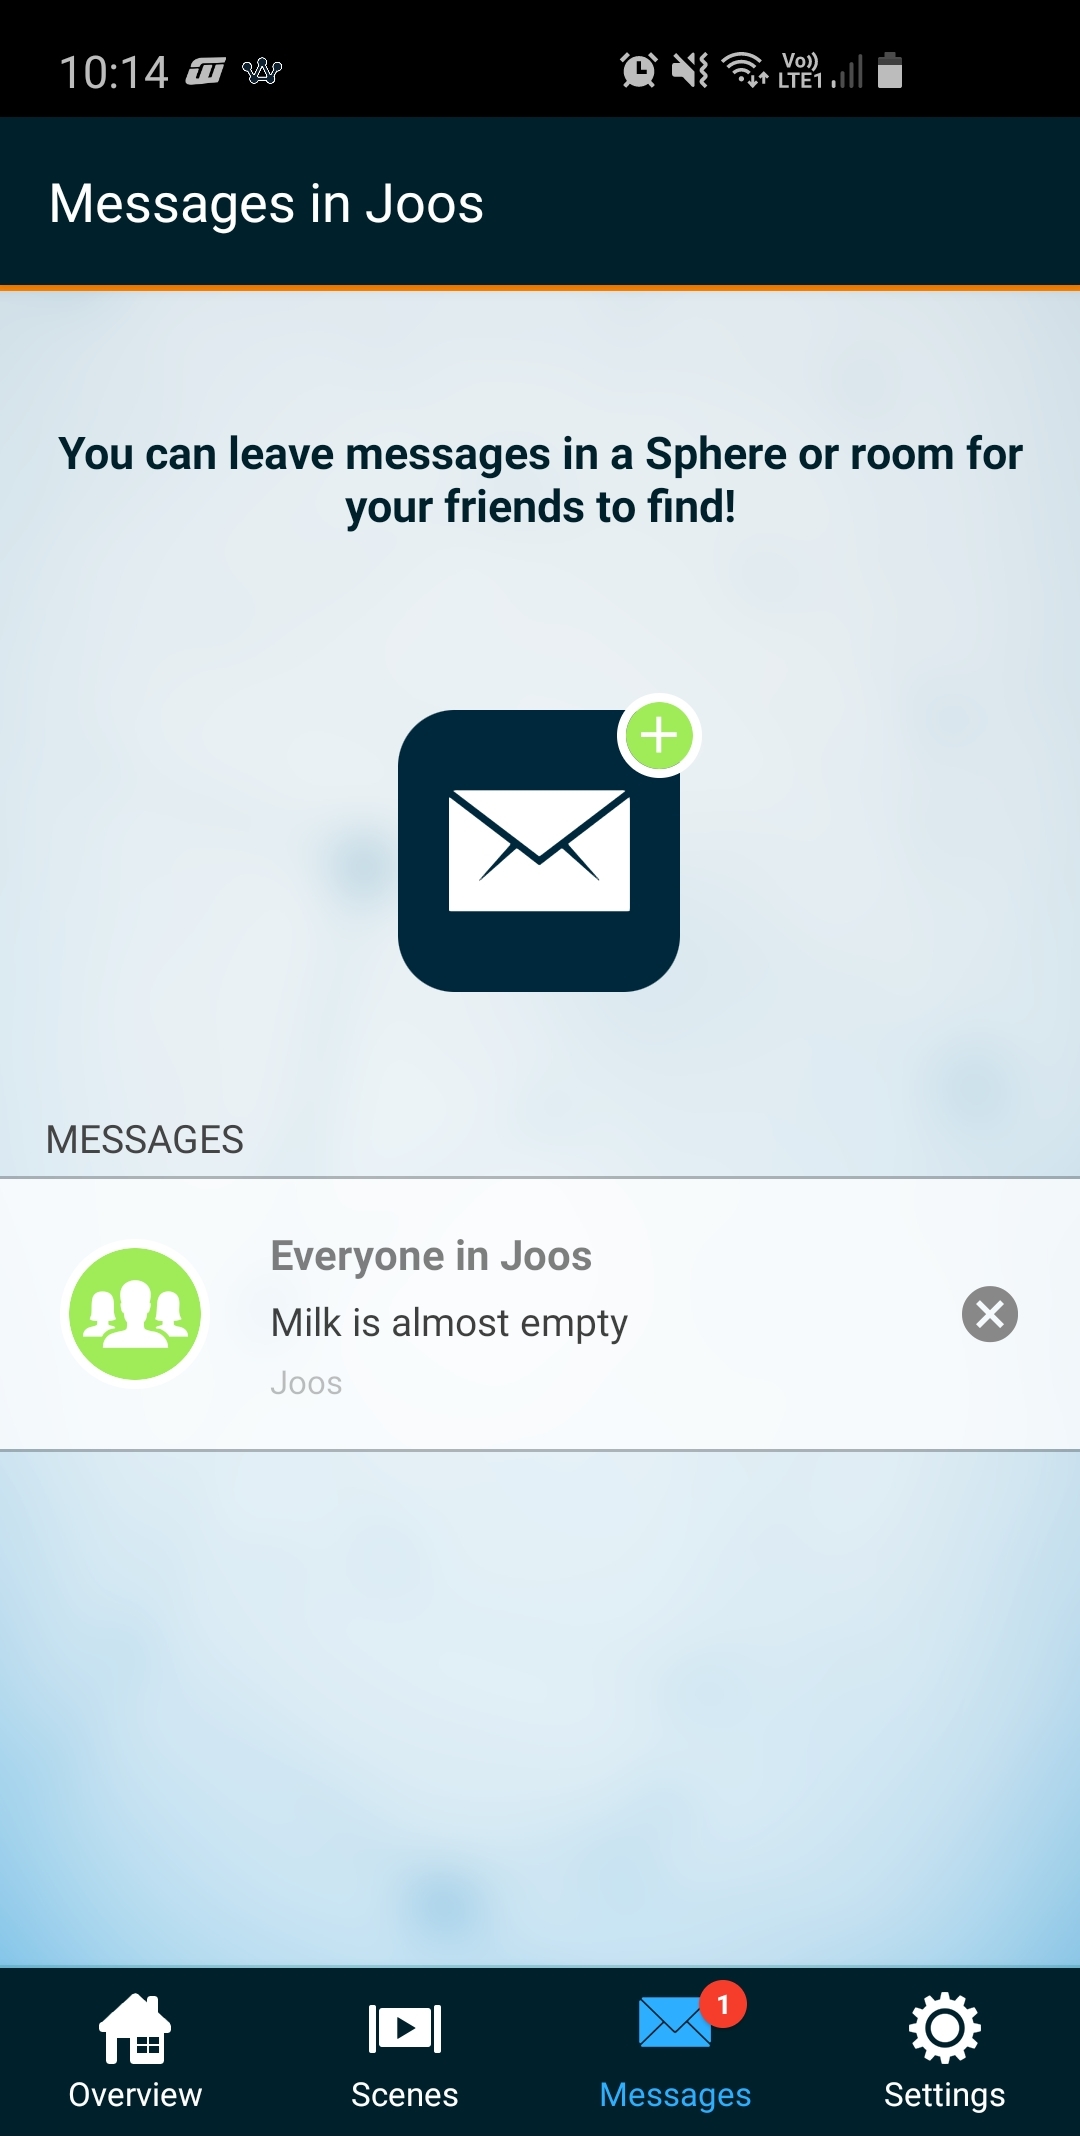 10:14
Vo))
LTE1
Messages in Joos
You can leave messages in a Sphere or room for
your friends to find!
MESSAGES
Everyone in Joos
Milk is almost empty
Joos
1
Overview
Scenes
Messages
Settings